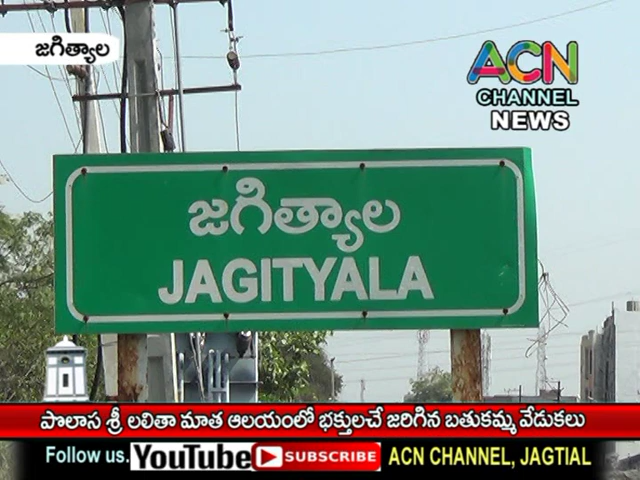 జగిత్యాల
ACN
CHANNEL
NEWS
జగిత్యాల
JAGITYALA
పొలాస శ్రీ లలితా మాత ఆలయంలో భక్తులచే జరిగిన బతుకమ్మ వేడుకలు
Follow us. YouTube SUBSCRIBE ACN CHANNEL, JAGTIAL